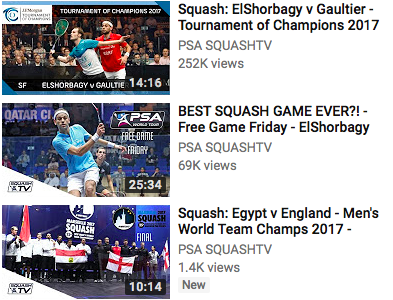 J.P.Morgan
TOURNAMENT
OF CHAMPIONS
TOURNAMENT OF CHAMPIONS 2017
SF ELSHORBAGY v GAULTIE
14:16
Squash: ElShorbagy v Gaultier -
Tournament of Champions 2017
PSA SQUASHTV
252K views
QATAR CI
PSA
WORLD TOUR
FREE GAME
FRIDAY
SQUASH
TV
25:34
BEST SQUASH GAME EVER?! -
Free Game Friday - ElShorbagy
PSA SQUASHTV
69K views
SQUASH
FINAL
SQUASH
TV
10:14
Squash: Egypt v England - Men's
World Team Champs 2017 -
PSA SQUASHTV
1.4K views
New